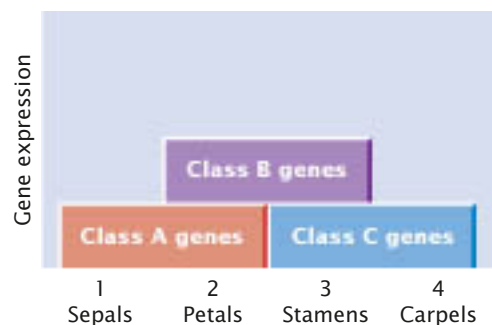 Gene expression
Class B genes
Class A genes
Class C genes
1 2 3 4
Sepals Petals Stamens Carpels